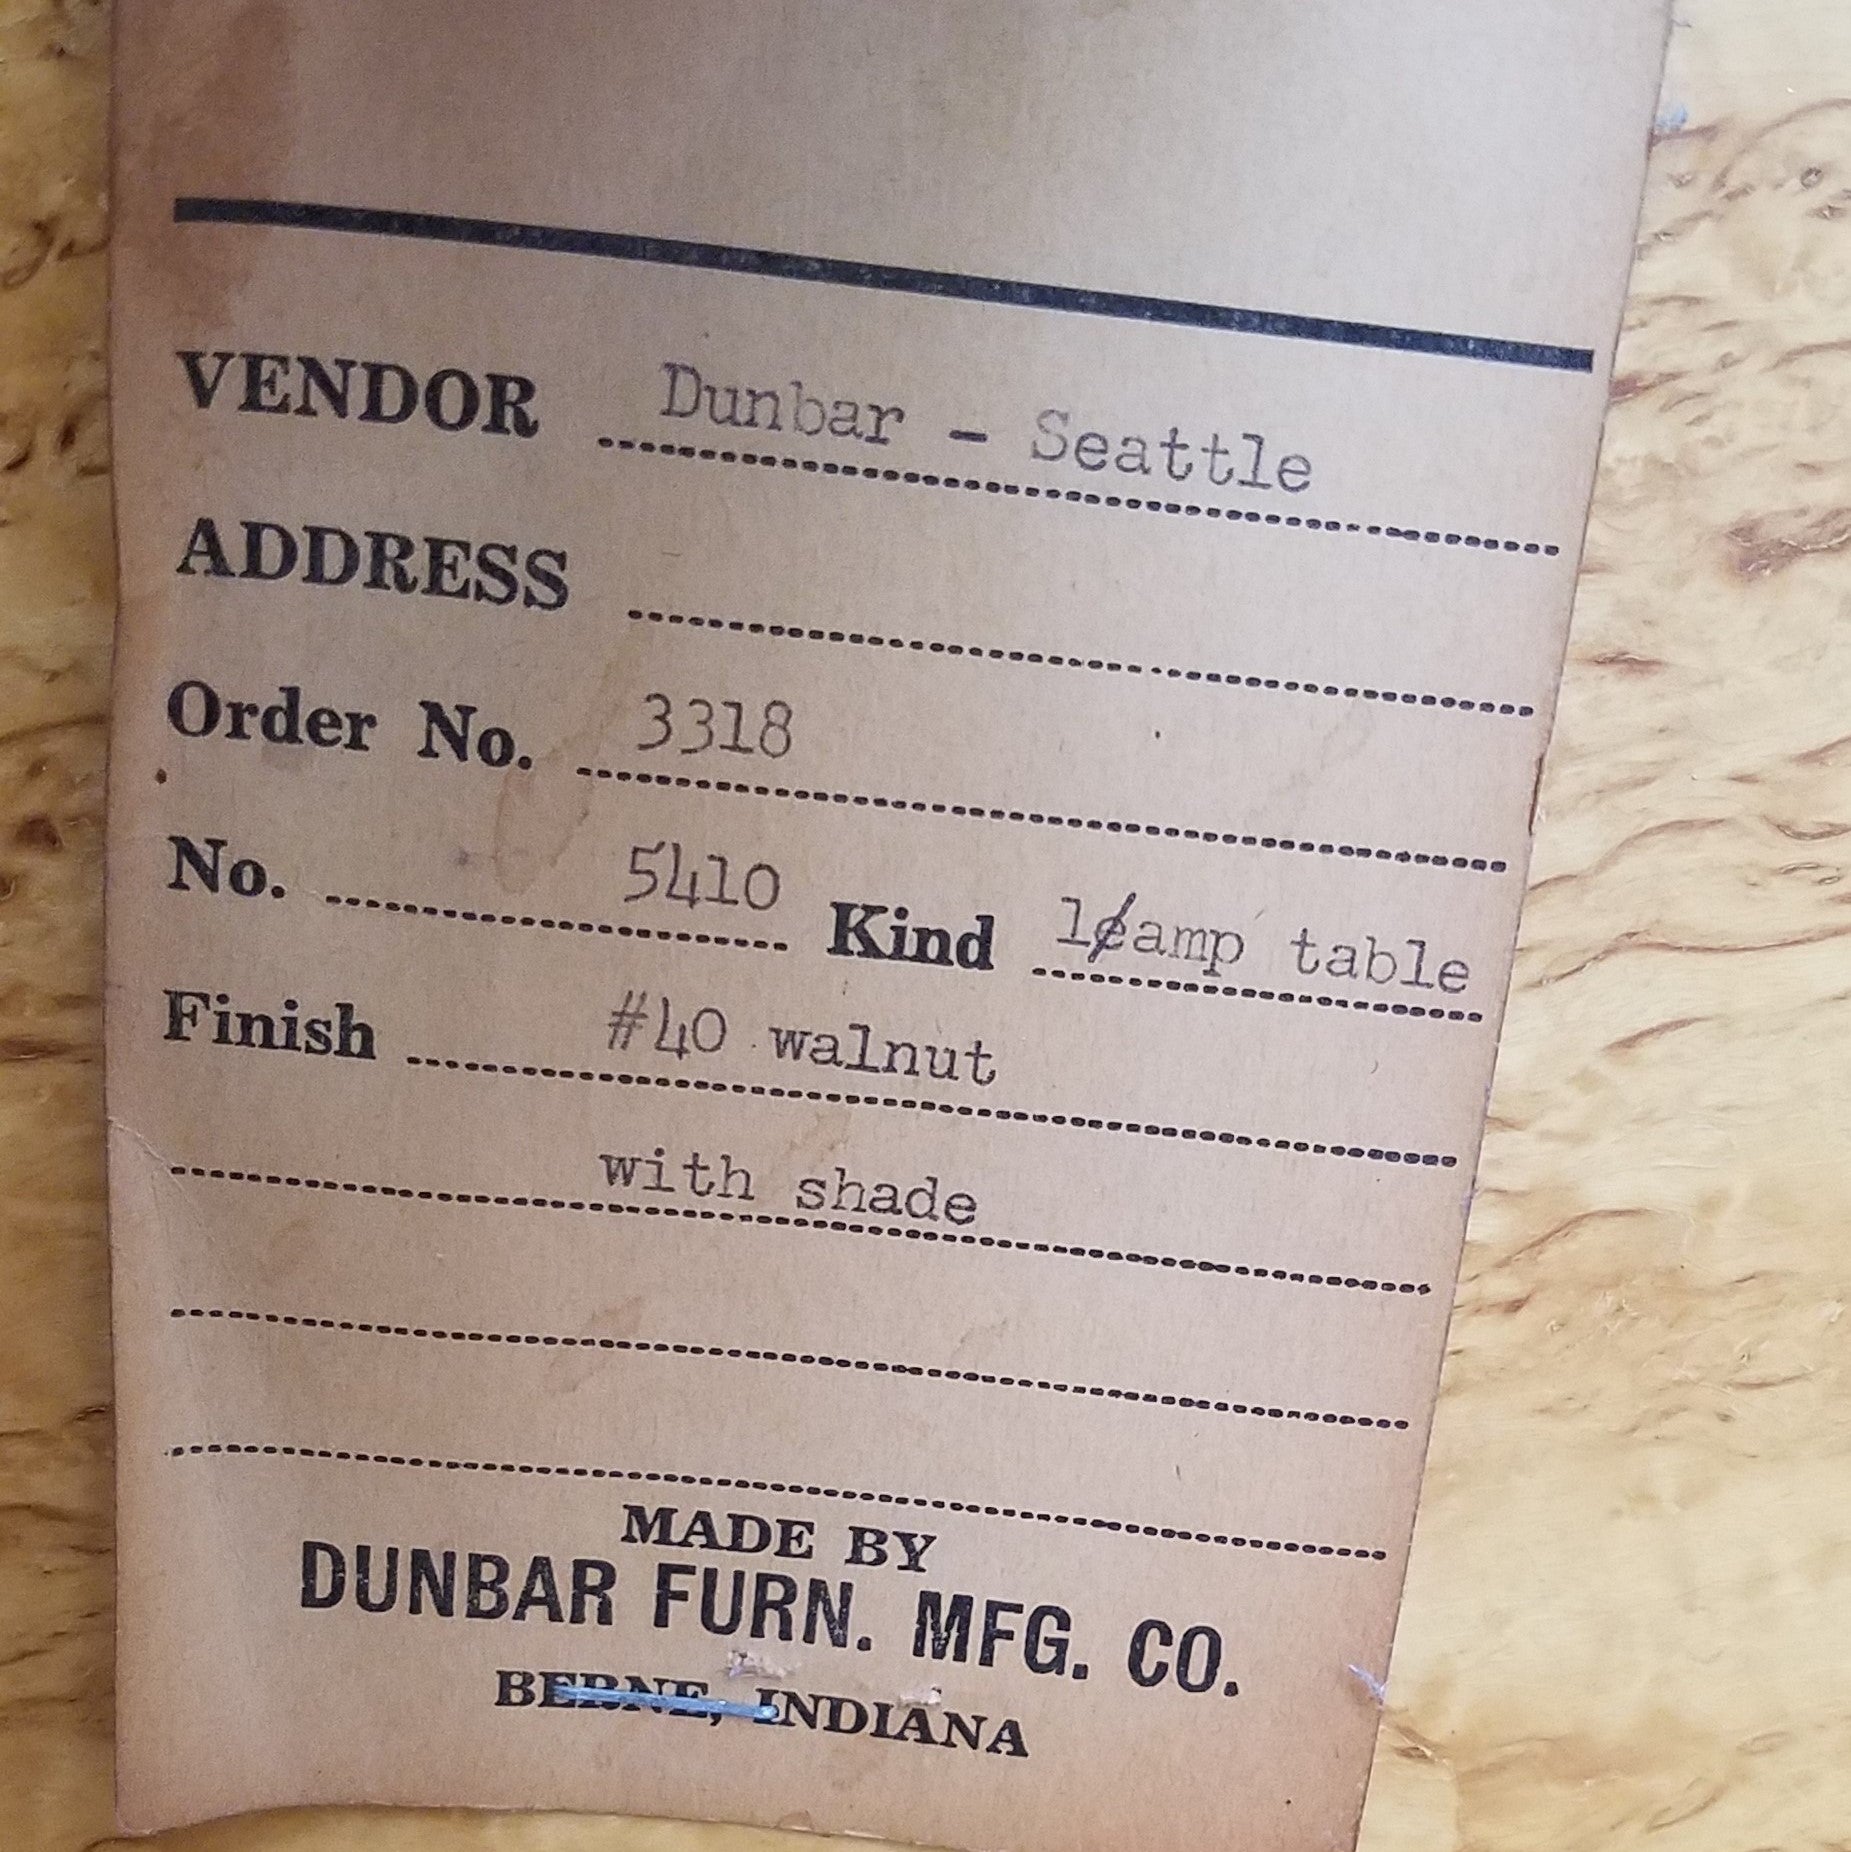 VENDOR Dunbar - Seattle
ADDRESS
Order No. 3318
No. 5410 Kind leamp table
Finish #40 walnut
with shade
MADE BY
DUNBAR FURN. MFG. CO.
BERNE, INDIANA